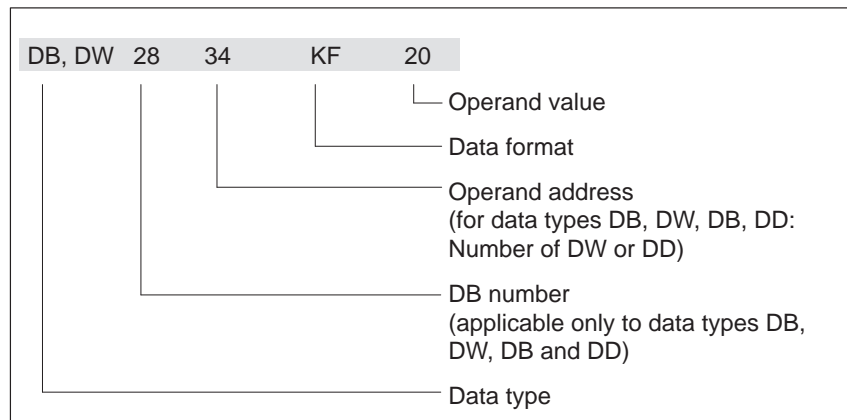 DB, DW 28 34 KF 20
Operand value
Data format
Operand address
(for data types DB, DW, DB, DD:
Number of DW or DD)
DB number
(applicable only to data types DB,
DW, DB and DD)
Data type